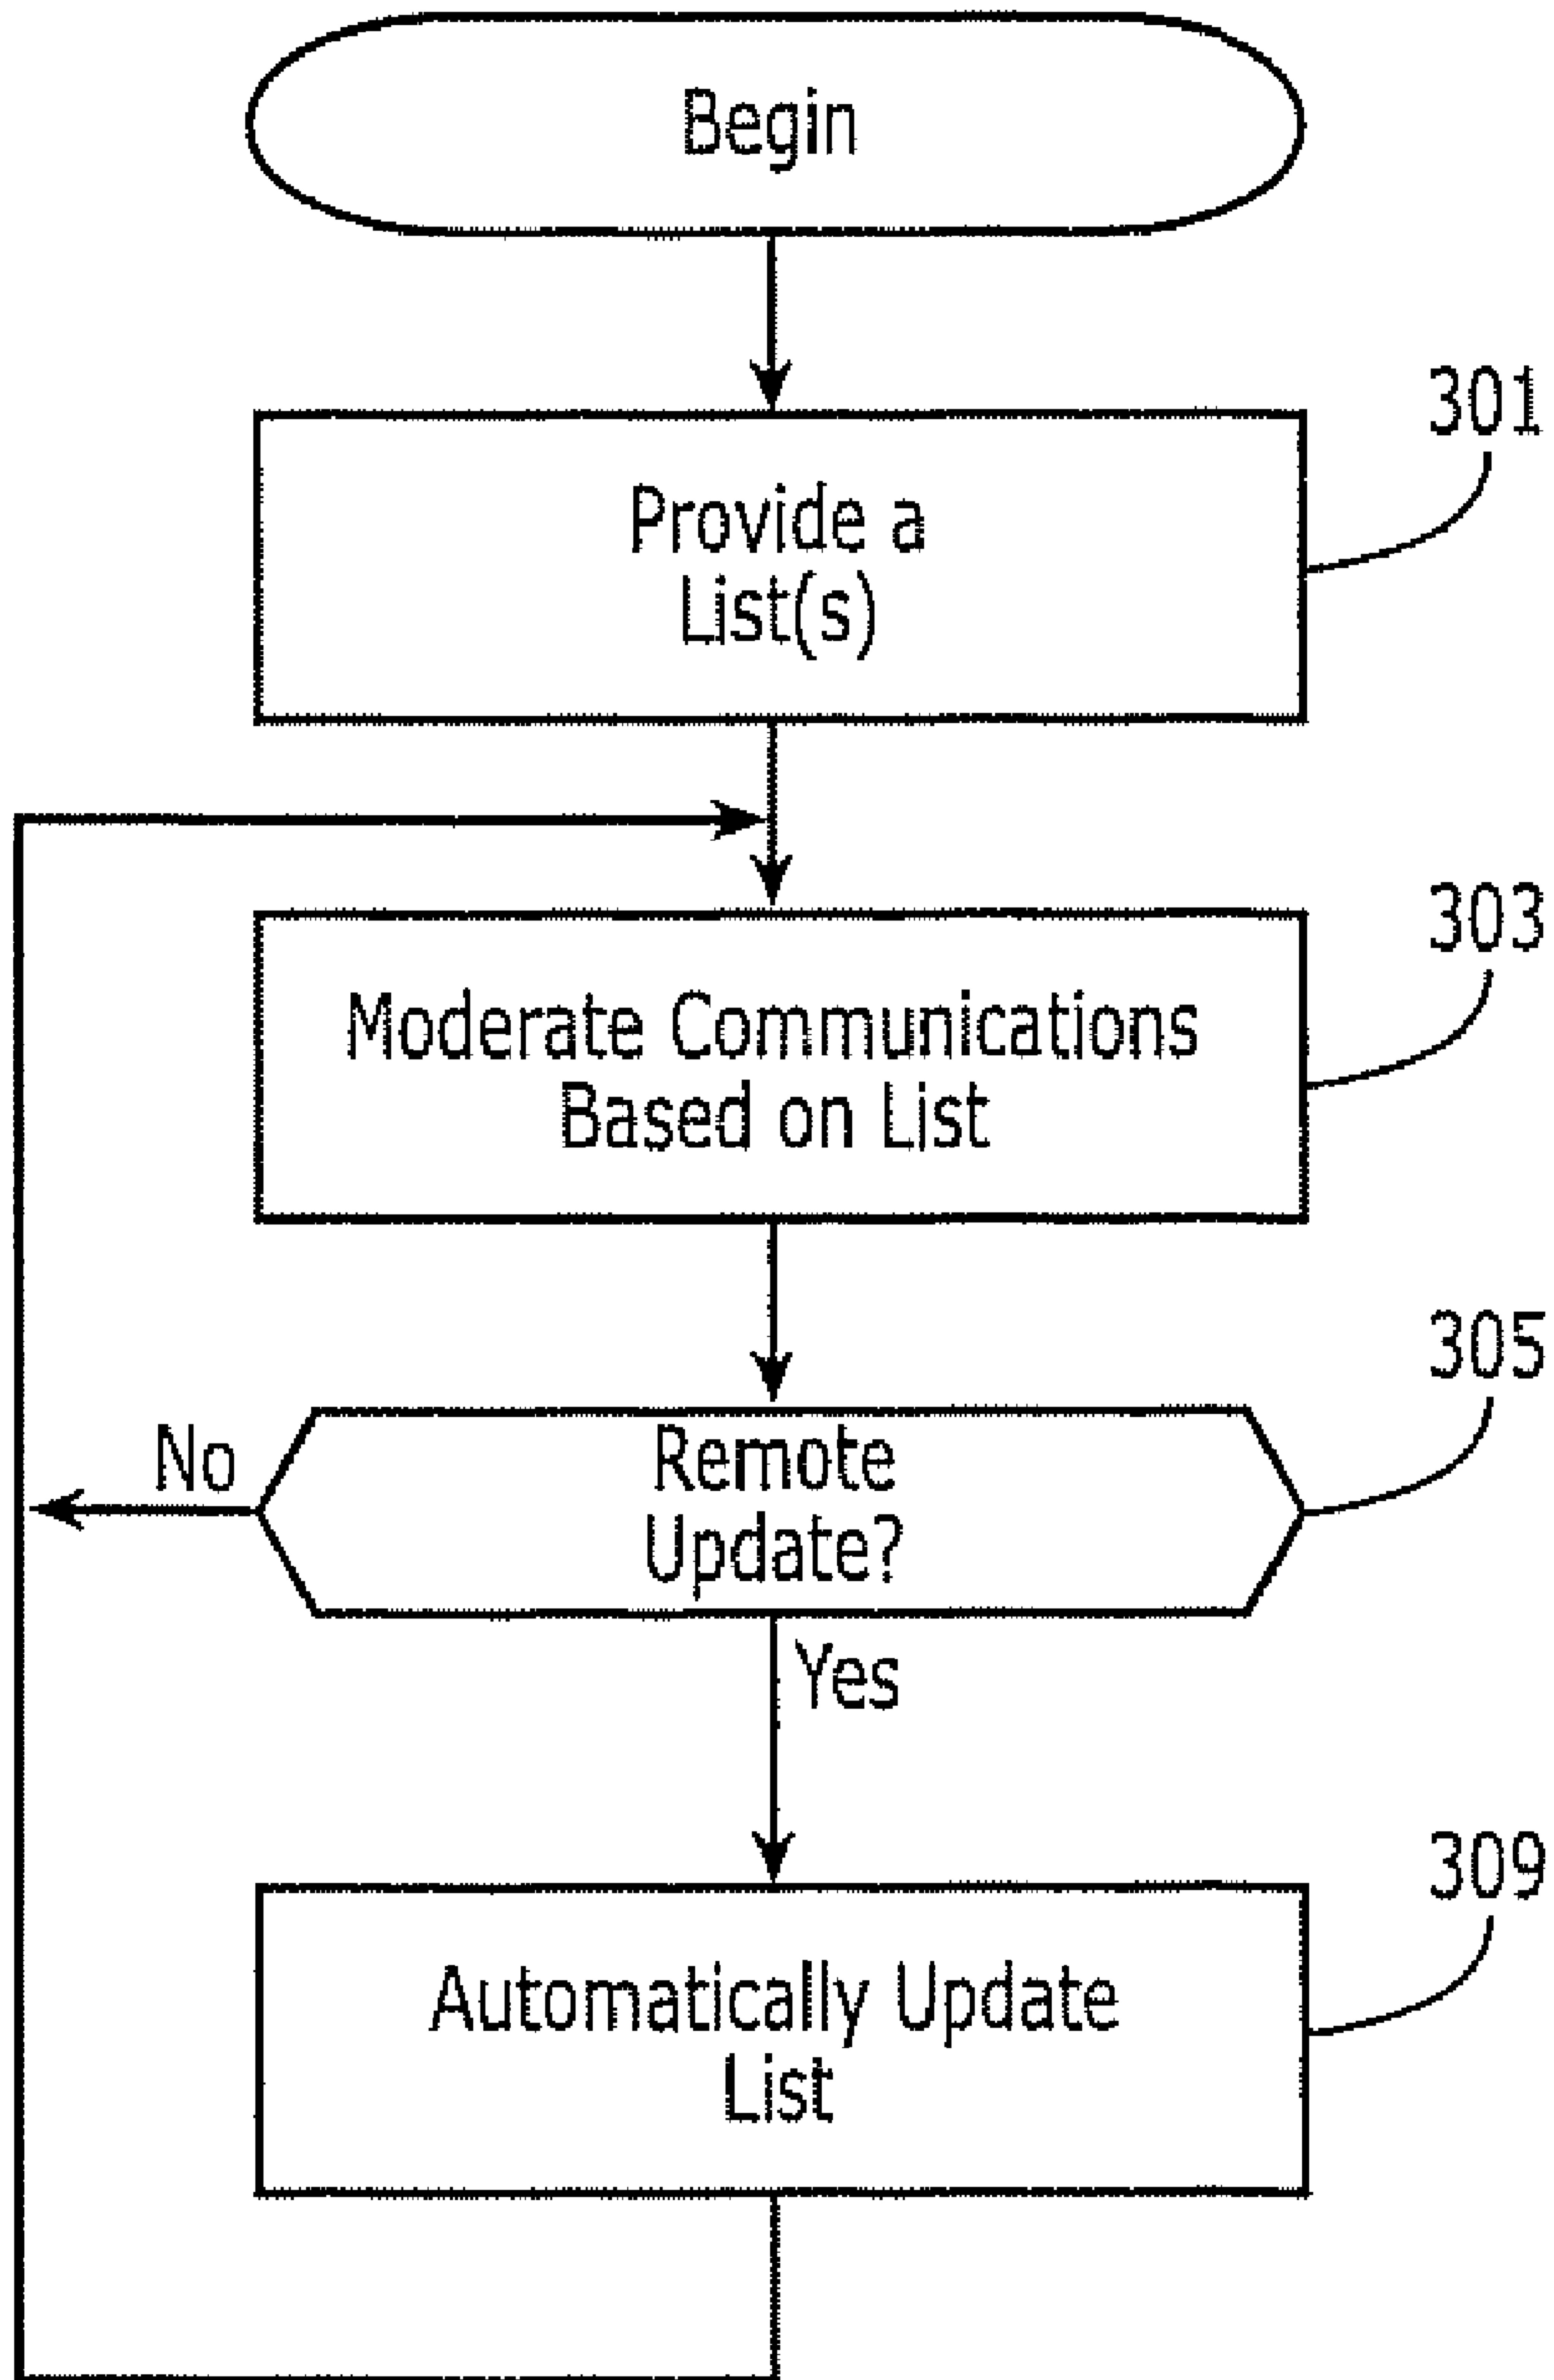 Begin
301
Provide a
List(s)
303
Moderate Communications
Based on List
305
No
Remote
Update?
Yes
309
Automatically Update
List